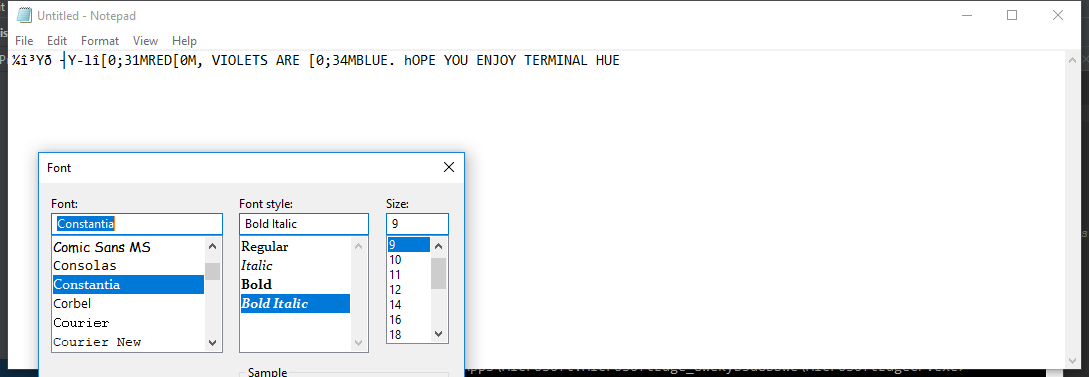 Untitled - Notepad
File Edit Format View Help
¼î³Yð ┤Y-lî[0;31MRED[0M, VIOLETS ARE [0;34MBLUE. hOPE YOU ENJOY TERMINAL HUE
Font
Font: Font style: Size:
Constantia Bold Italic 9
Comic Sans MS Regular 9
Consolas Italic 10
Constantia Bold 11
Corbel Bold Italic 12
Courier 14
Courier New 16
18
Sample